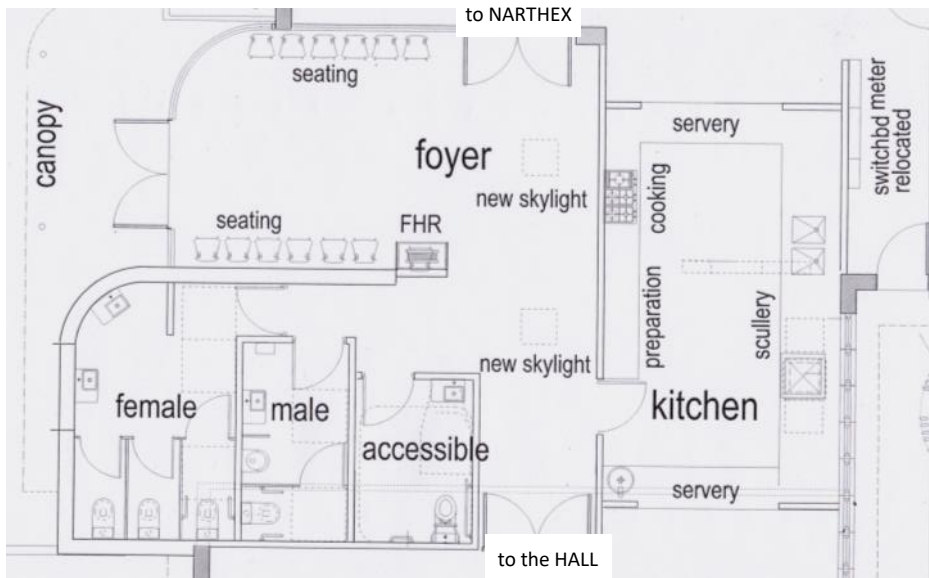 to NARTHEX
seating
canopy
foyer
servery
switchbd meter
relocated
cooking
new skylight
seating
FHR
preparation
scullery
new skylight
female
male
kitchen
accessible
servery
to the HALL